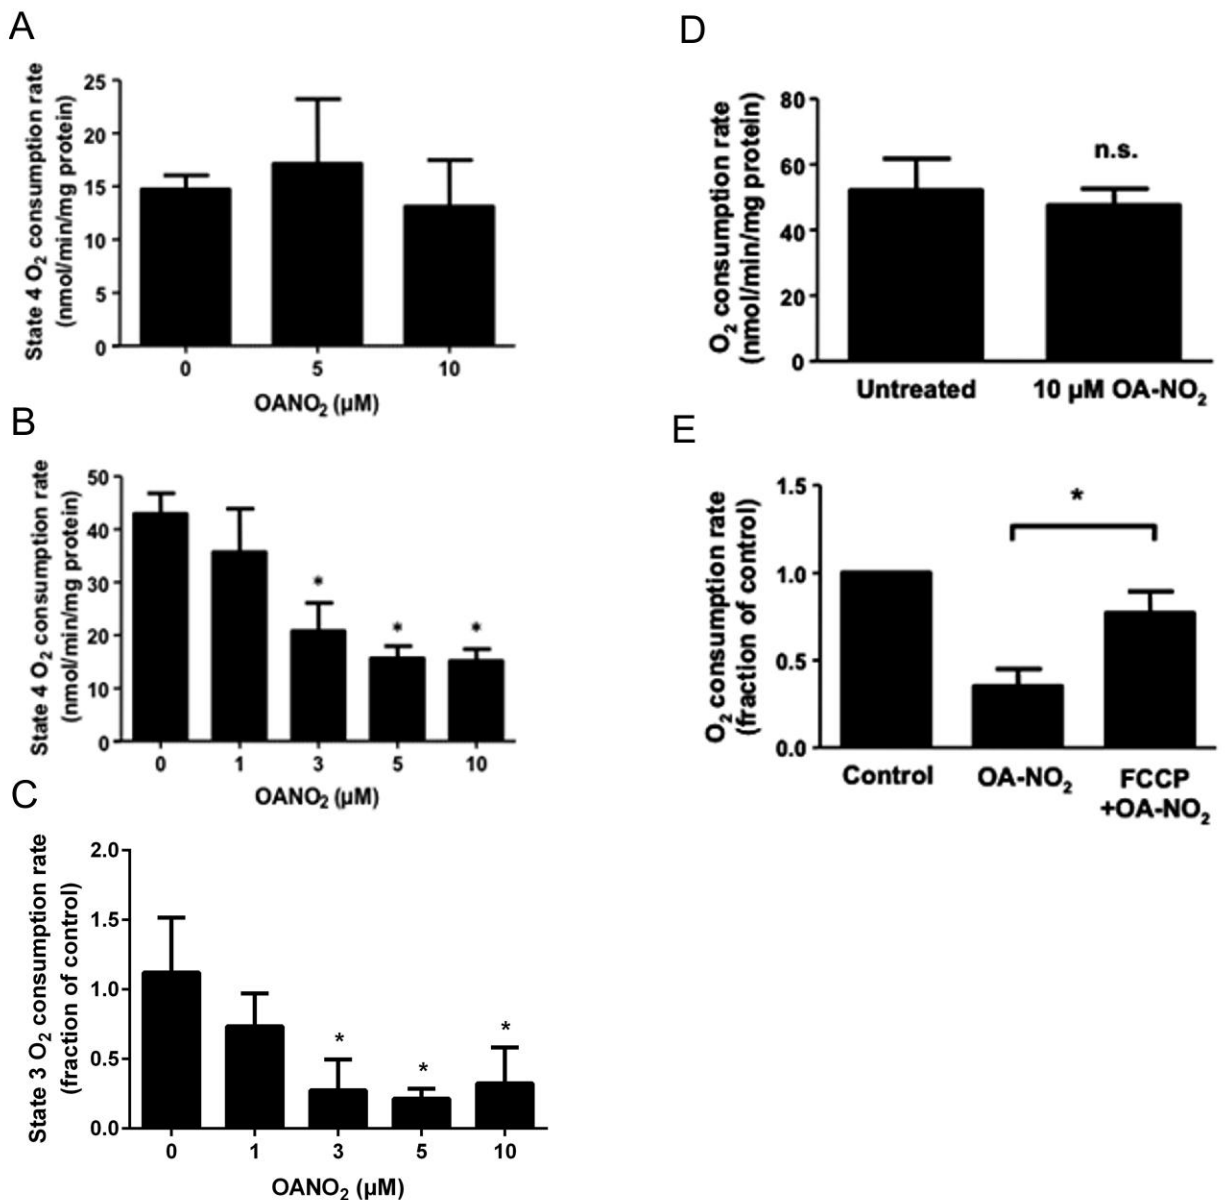 A
State 4 O₂ consumption rate
(nmol/min/mg protein)
25
20
15
10
5
0
0 5 10
OANO₂ (µM)
B
State 4 O₂ consumption rate
(nmol/min/mg protein)
50
40
30
20
10
0
* * *
0 1 3 5 10
OANO₂ (µM)
C
State 3 O₂ consumption rate
(fraction of control)
2.0
1.5
1.0
0.5
0.0
* * *
0 1 3 5 10
OANO₂ (µM)
D
O₂ consumption rate
(nmol/min/mg protein)
80
60
40
20
0
n.s.
Untreated 10 µM OA-NO₂
E
O₂ consumption rate
(fraction of control)
1.5
1.0
0.5
0.0
*
Control OA-NO₂ FCCP
+OA-NO₂